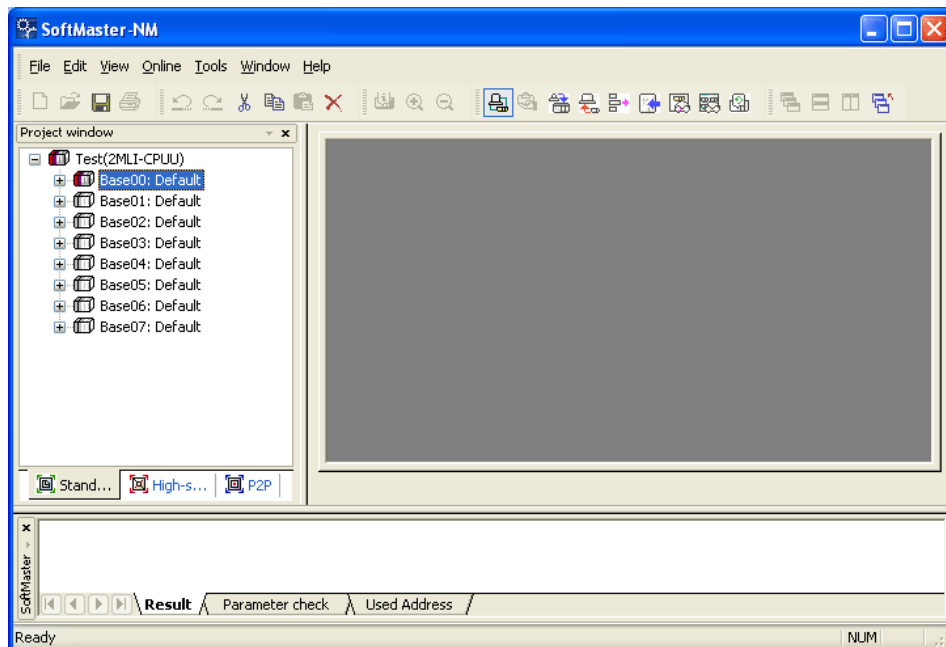 SoftMaster-NM
File Edit View Online Tools Window Help
Project window
Test(2MLI-CPUU)
Base00: Default
Base01: Default
Base02: Default
Base03: Default
Base04: Default
Base05: Default
Base06: Default
Base07: Default
Stand... High-s... P2P
SoftMaster
Result Parameter check Used Address
Ready NUM